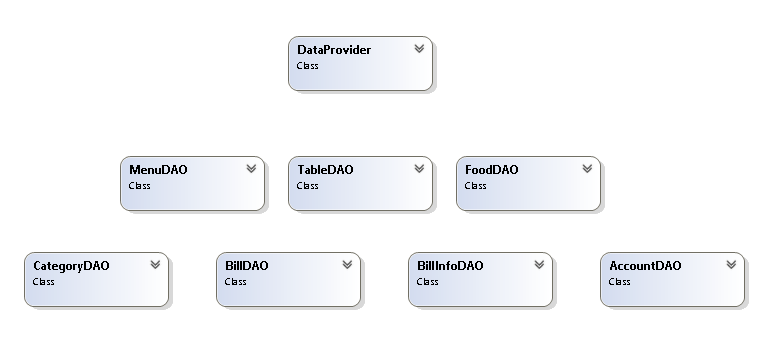 DataProvider
Class
MenuDAO
Class
TableDAO
Class
FoodDAO
Class
CategoryDAO
Class
BillDAO
Class
BillInfoDAO
Class
AccountDAO
Class